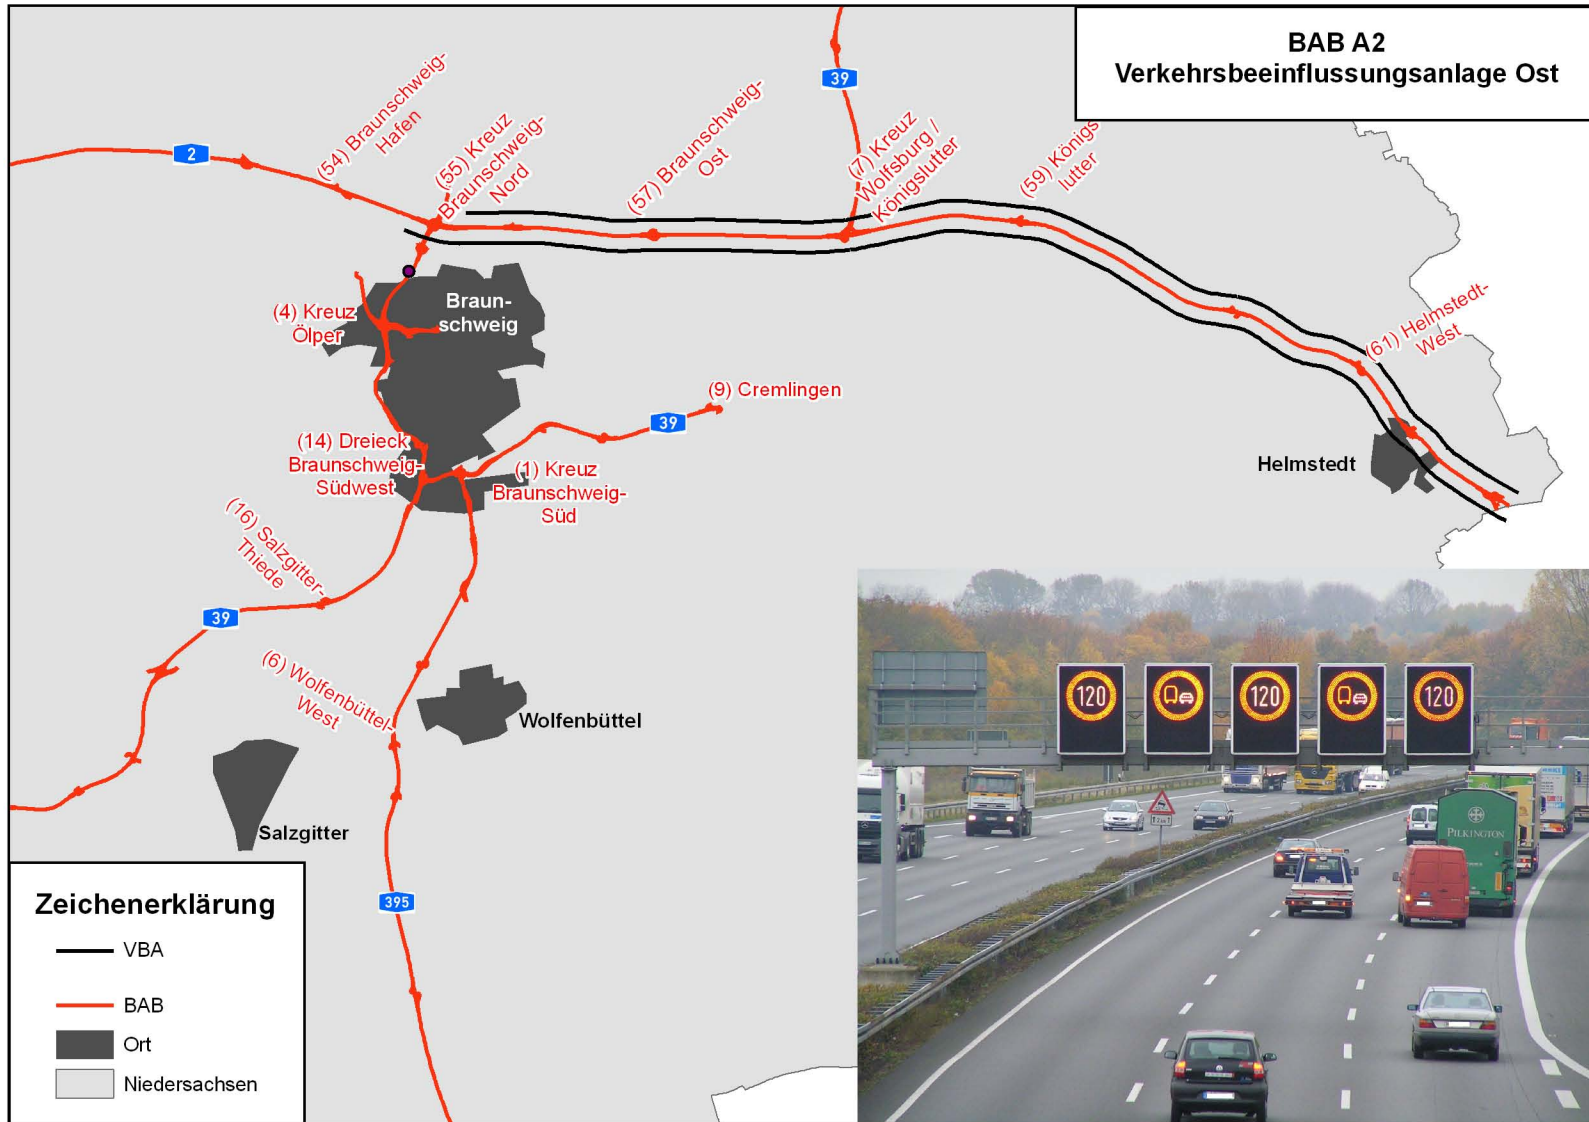 BAB A2
Verkehrsbeeinflussungsanlage Ost
39
2
(54) Braunschweig-
Hafen
(55) Kreuz
Braunschweig-
Nord
(57) Braunschweig-
Ost
(7) Kreuz
Wolfsburg /
Königslutter
(59) Königs
lutter
(61) Helmstedt-
West
Braun-
schweig
(4) Kreuz
Ölper
(9) Cremlingen
39
(14) Dreieck
Braunschweig-
Südwest
(1) Kreuz
Braunschweig-
Süd
Helmstedt
(16) Salzgitter-
Thiede
39
(6) Wolfenbüttel-
West
Wolfenbüttel
Salzgitter
395
Zeichenerklärung
VBA
BAB
Ort
Niedersachsen
120
120
120
PILKINGTON